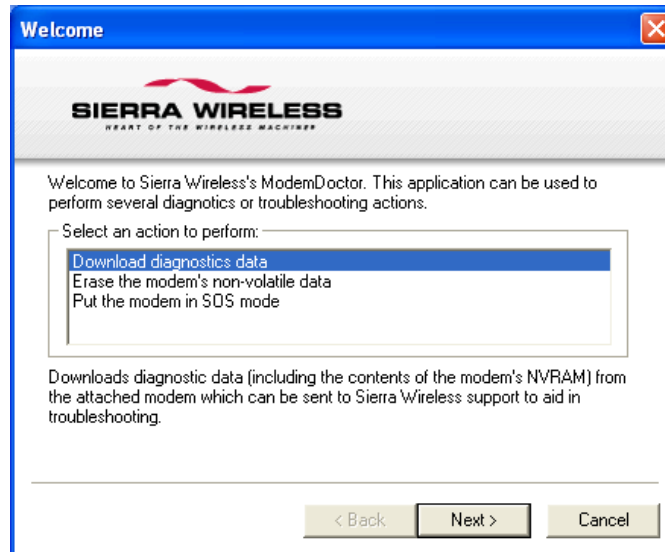 Welcome
SIERRA WIRELESS
HEART OF THE WIRELESS MACHINE®
Welcome to Sierra Wireless's ModemDoctor. This application can be used to
perform several diagnotics or troubleshooting actions.
Select an action to perform:
Download diagnostics data
Erase the modem's non-volatile data
Put the modem in SOS mode
Downloads diagnostic data (including the contents of the modem's NVRAM) from
the attached modem which can be sent to Sierra Wireless support to aid in
troubleshooting.
< Back
Next >
Cancel